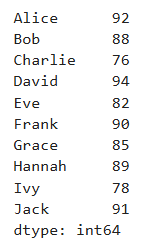 Alice 92
Bob 88
Charlie 76
David 94
Eve 82
Frank 90
Grace 85
Hannah 89
Ivy 78
Jack 91
dtype: int64